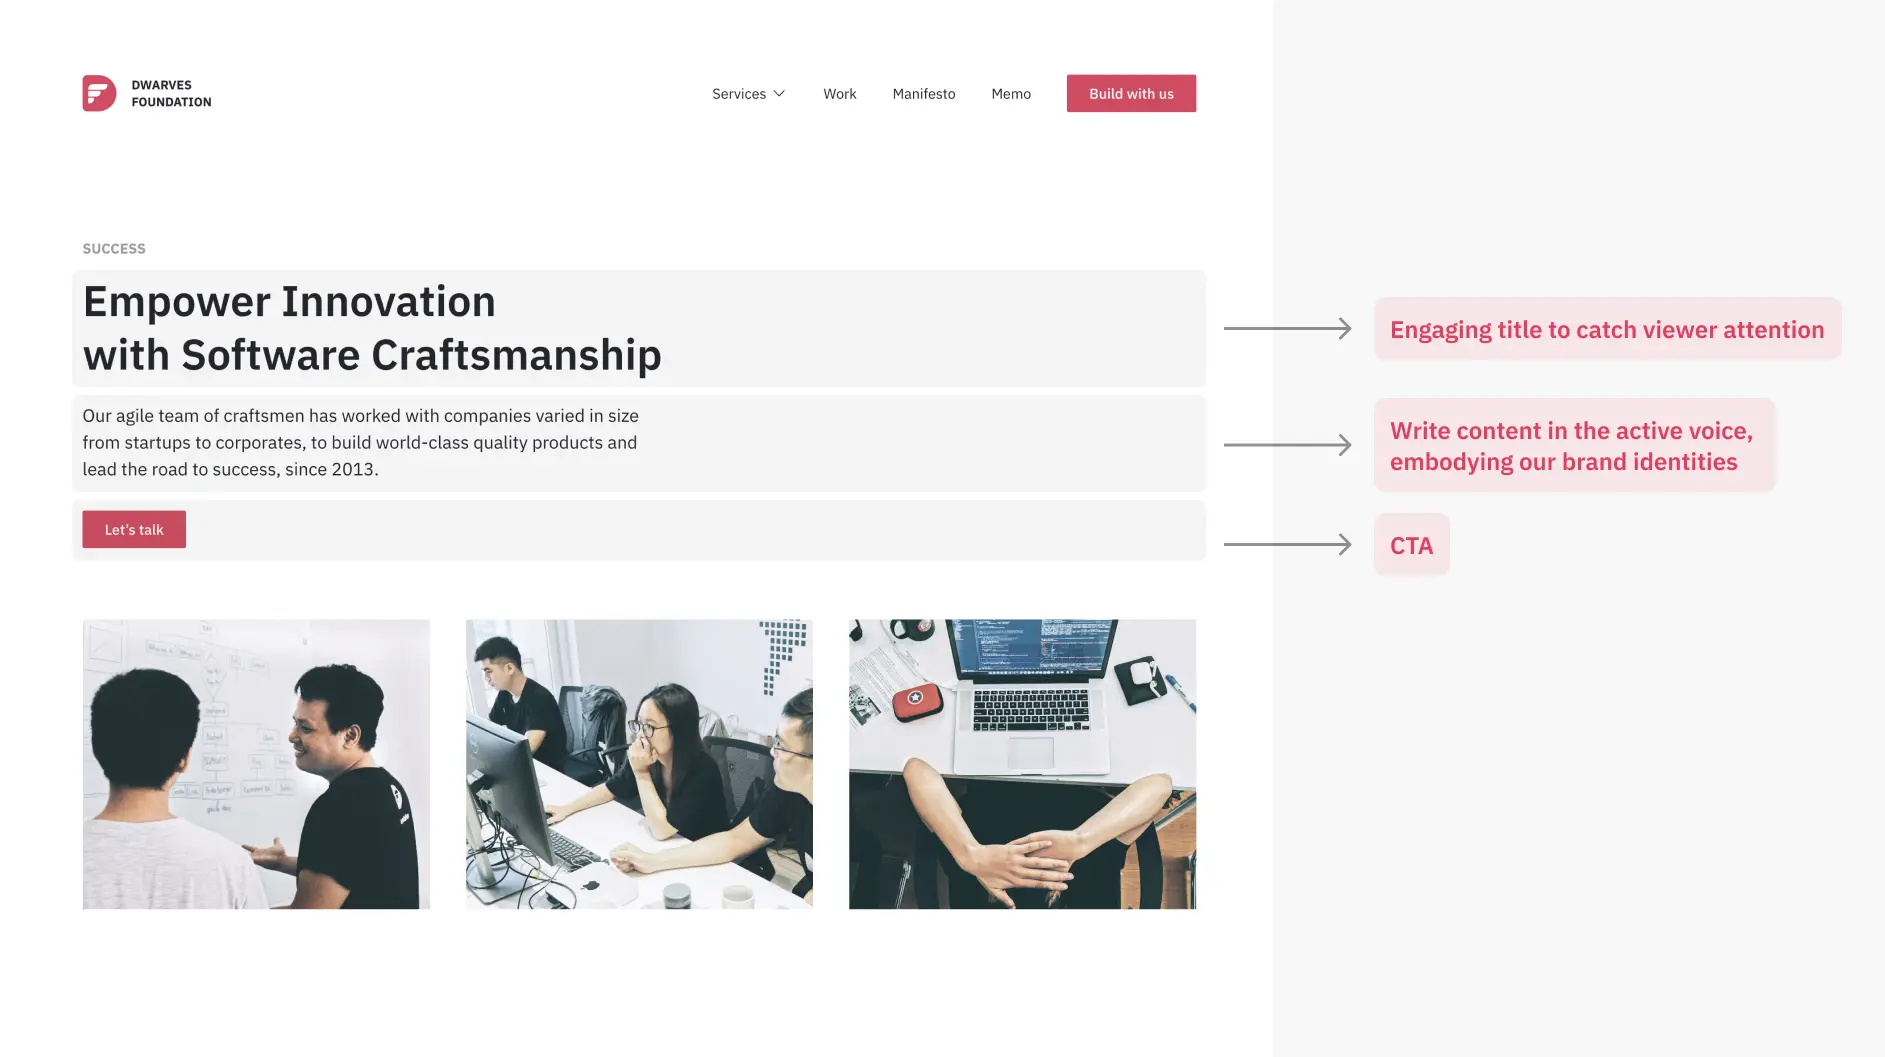 DWARVES
FOUNDATION
Services
Work
Manifesto
Memo
Build with us
SUCCESS
Empower Innovation
with Software Craftsmanship
Our agile team of craftsmen has worked with companies varied in size
from startups to corporates, to build world-class quality products and
lead the road to success, since 2013.
Let's talk
Engaging title to catch viewer attention
Write content in the active voice,
embodying our brand identities
CTA